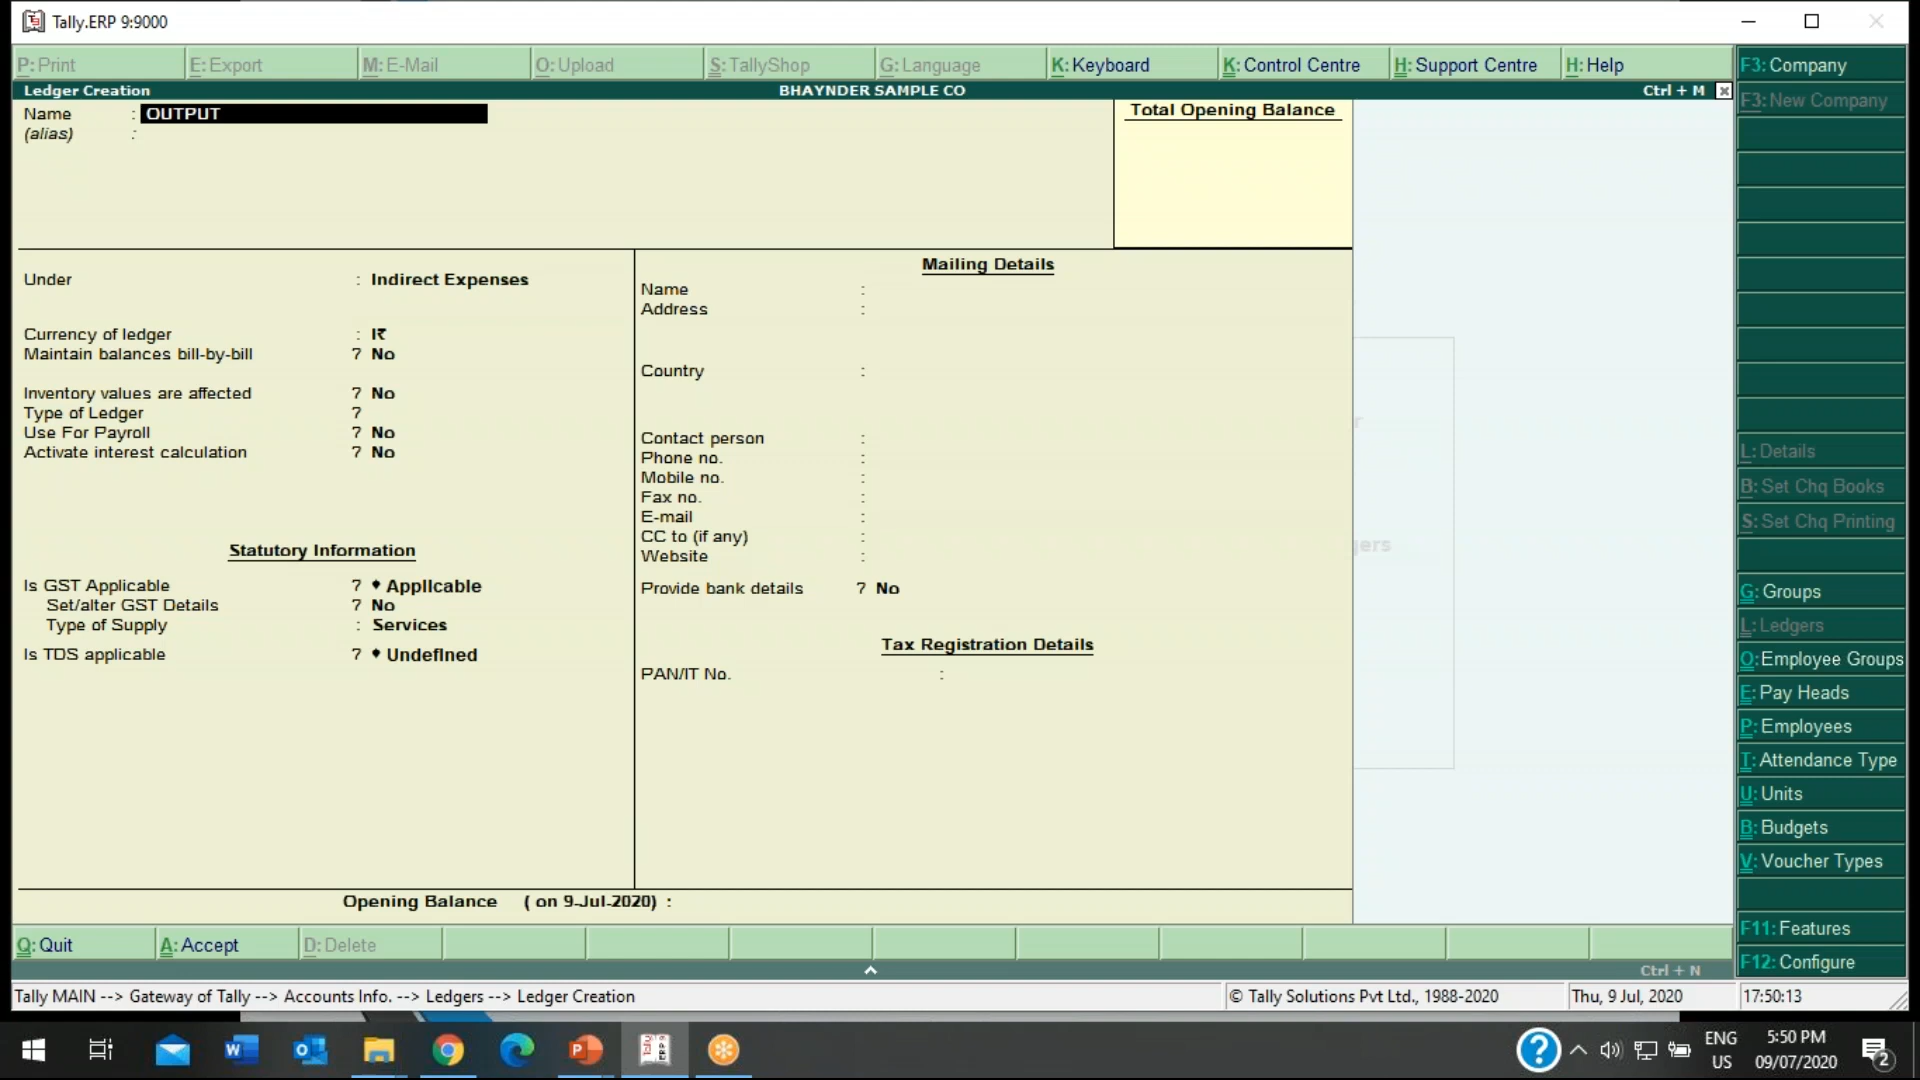 Tally.ERP 9:9000
P: Print
E: Export
M: E-Mail
O: Upload
S: TallyShop
G: Language
K: Keyboard
K: Control Centre
H: Support Centre
H: Help
F3: Company
Ledger Creation
BHAYNDER SAMPLE CO
Ctrl + M
F3: New Company
Name : OUTPUT
(alias) :
Total Opening Balance
Under : Indirect Expenses
Currency of ledger : I₹
Maintain balances bill-by-bill ? No
Inventory values are affected ? No
Type of Ledger ?
Use For Payroll ? No
Activate interest calculation ? No
Statutory Information
Is GST Applicable ? ♦ Applicable
Set/alter GST Details ? No
Type of Supply : Services
Is TDS applicable ? ♦ Undefined
Mailing Details
Name :
Address :
Country :
Contact person :
Phone no. :
Mobile no. :
Fax no. :
E-mail :
CC to (if any) :
Website :
Provide bank details ? No
Tax Registration Details
PAN/IT No. :
Opening Balance ( on 9-Jul-2020) :
L: Details
B: Set Chq Books
S: Set Chq Printing
G: Groups
L: Ledgers
O: Employee Groups
E: Pay Heads
P: Employees
T: Attendance Type
U: Units
B: Budgets
V: Voucher Types
F11: Features
F12: Configure
Q: Quit
A: Accept
D: Delete
Ctrl + N
Tally MAIN --> Gateway of Tally --> Accounts Info. --> Ledgers --> Ledger Creation
© Tally Solutions Pvt Ltd., 1988-2020
Thu, 9 Jul, 2020
17:50:13
ENG
US
5:50 PM
09/07/2020
2